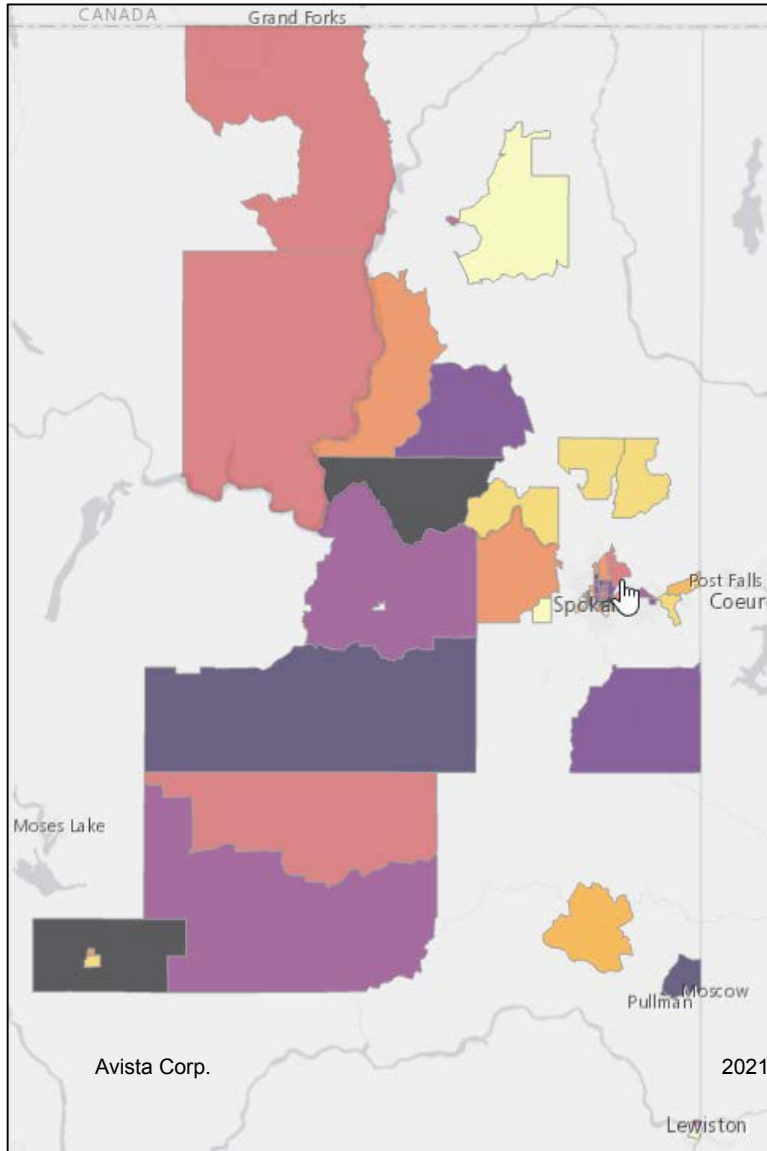 CANADA
Grand Forks
Post Falls
Spokan
Coeur
Moses Lake
Moscow
Pullman
Avista Corp.
2021
Lewiston